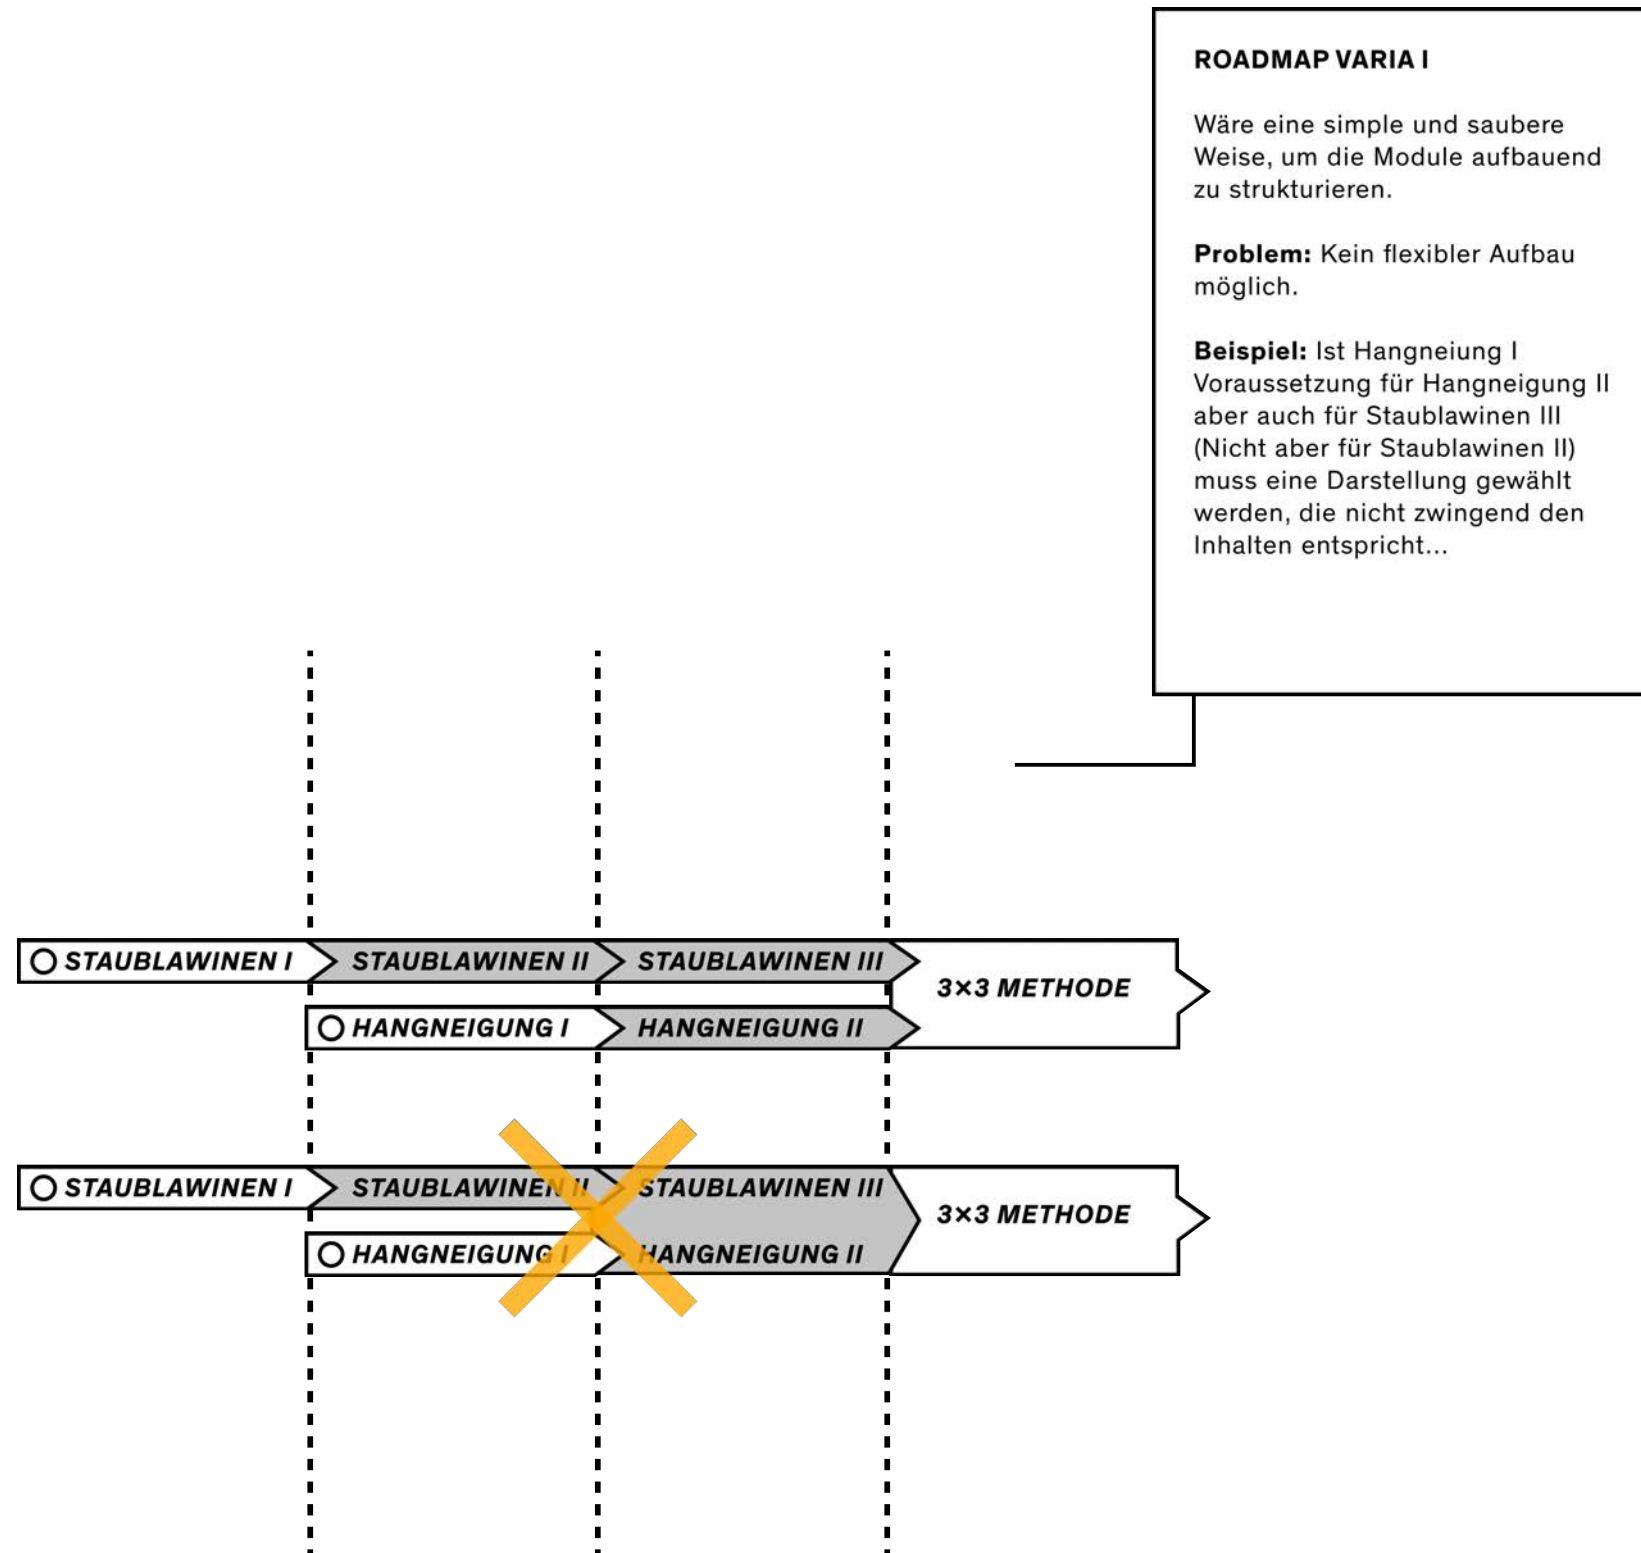 ROADMAP VARIA I
Wäre eine simple und saubere
Weise, um die Module aufbauend
zu strukturieren.
Problem: Kein flexibler Aufbau
möglich.
Beispiel: Ist Hangneiung I
Voraussetzung für Hangneigung II
aber auch für Staublawinen III
(Nicht aber für Staublawinen II)
muss eine Darstellung gewählt
werden, die nicht zwingend den
Inhalten entspricht...
STAUBLAWINEN I
STAUBLAWINEN II
STAUBLAWINEN III
3×3 METHODE
HANGNEIGUNG I
HANGNEIGUNG II
STAUBLAWINEN I
STAUBLAWINEN II
STAUBLAWINEN III
3×3 METHODE
HANGNEIGUNG I
HANGNEIGUNG II